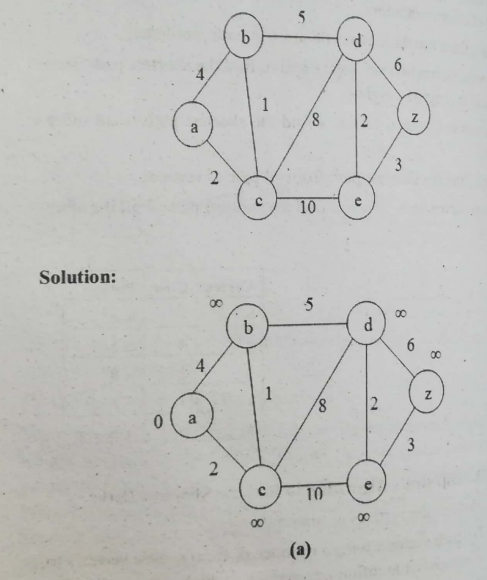 5
b d
4 6
1
a 8 2 z
2 3
c 10 e
Solution:
∞ 5 ∞
b d
4 6 ∞
1 8 2 z
0 a
2 3
c 10 e
∞ ∞
(a)